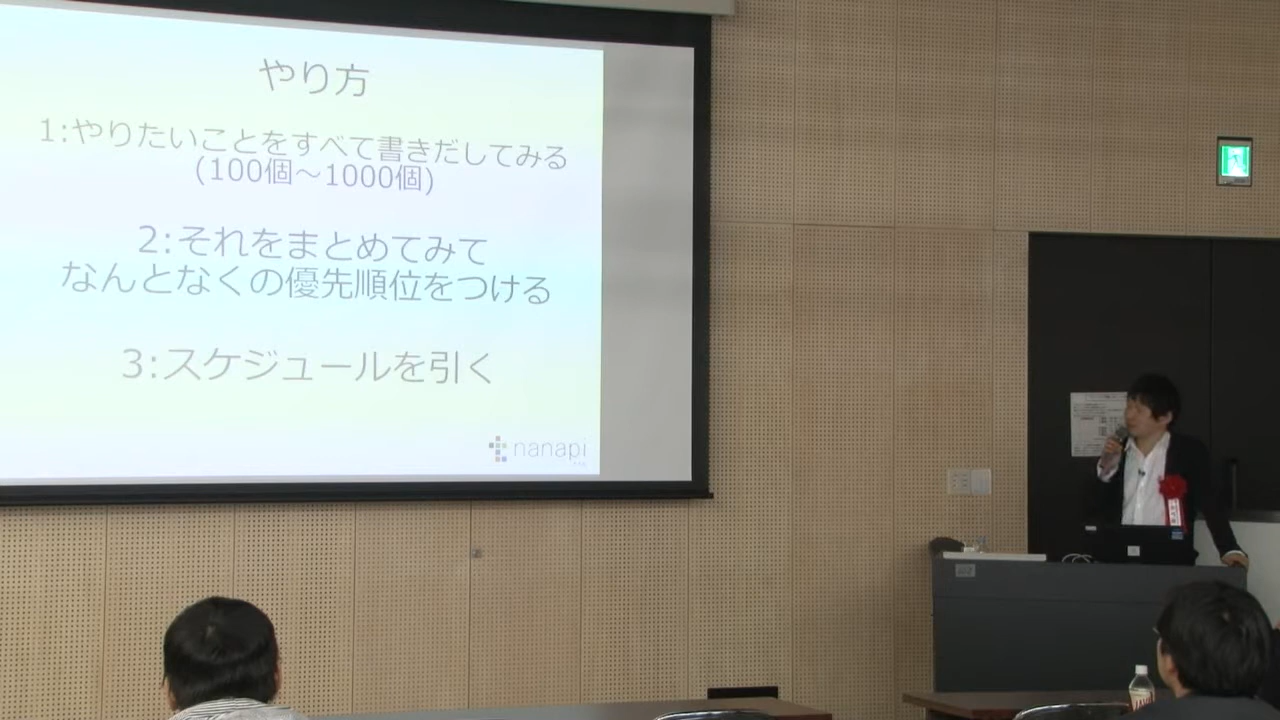 やり方
1:やりたいことをすべて書きだしてみる
(100個～1000個)
2:それをまとめてみて
なんとなくの優先順位をつける
3:スケジュールを引く
nanapi